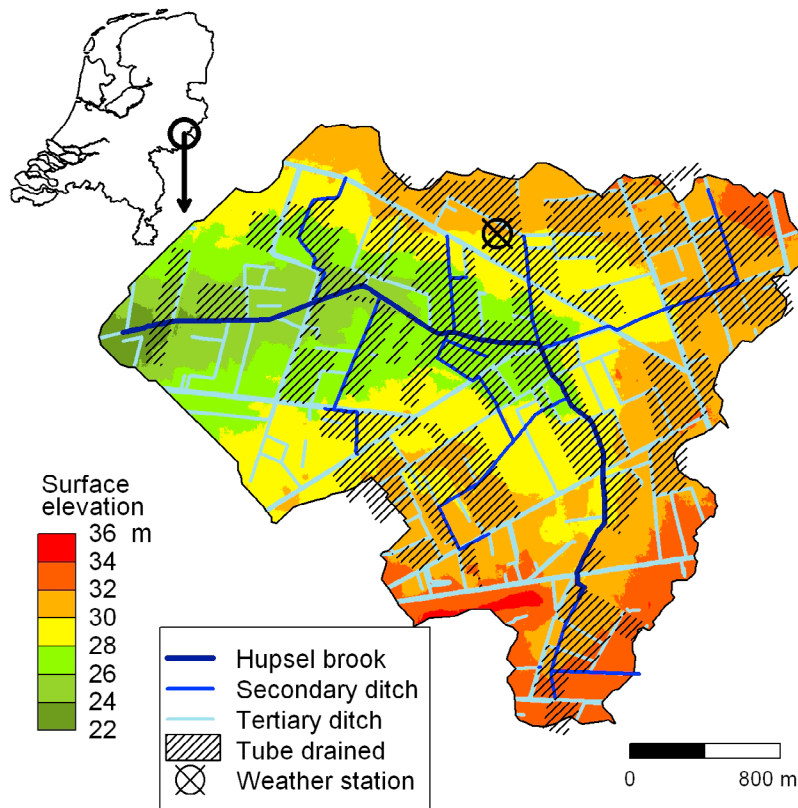 Surface
elevation
36 m
34
32
30
28
26
24
22
Hupsel brook
Secondary ditch
Tertiary ditch
Tube drained
Weather station
0 800 m